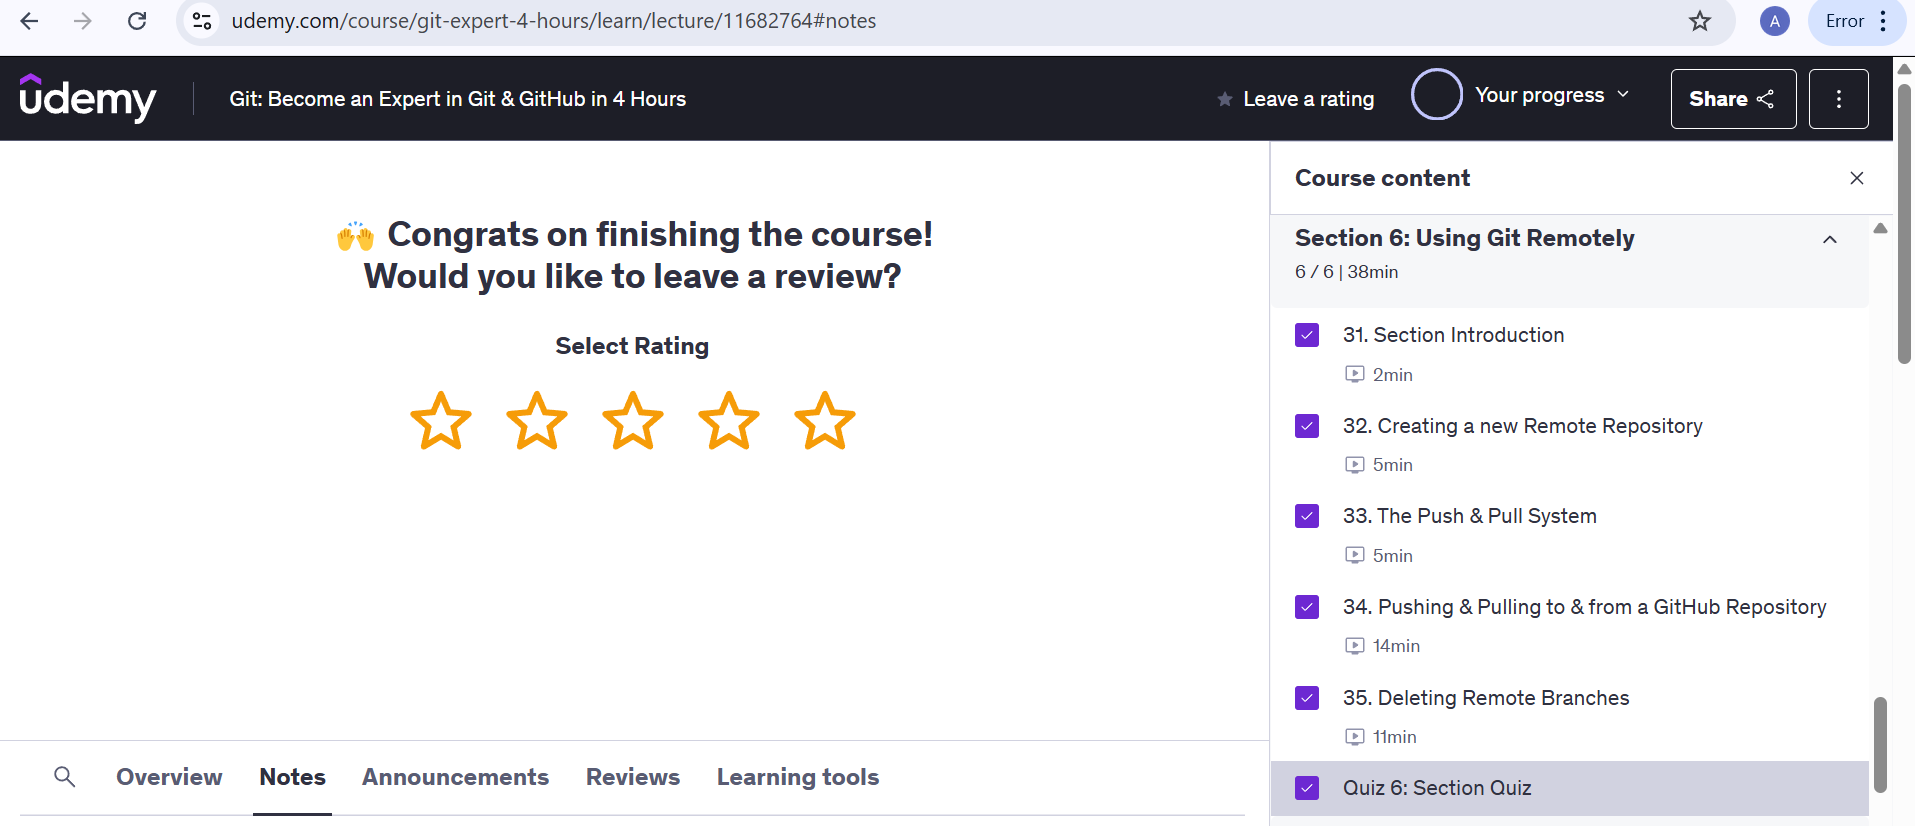 udemy.com/course/git-expert-4-hours/learn/lecture/11682764#notes
A
Error
udemy
Git: Become an Expert in Git & GitHub in 4 Hours
Leave a rating
Your progress
Share
Congrats on finishing the course!
Would you like to leave a review?
Select Rating
Overview
Notes
Announcements
Reviews
Learning tools
Course content
Section 6: Using Git Remotely
6 / 6 | 38min
31. Section Introduction
2min
32. Creating a new Remote Repository
5min
33. The Push & Pull System
5min
34. Pushing & Pulling to & from a GitHub Repository
14min
35. Deleting Remote Branches
11min
Quiz 6: Section Quiz